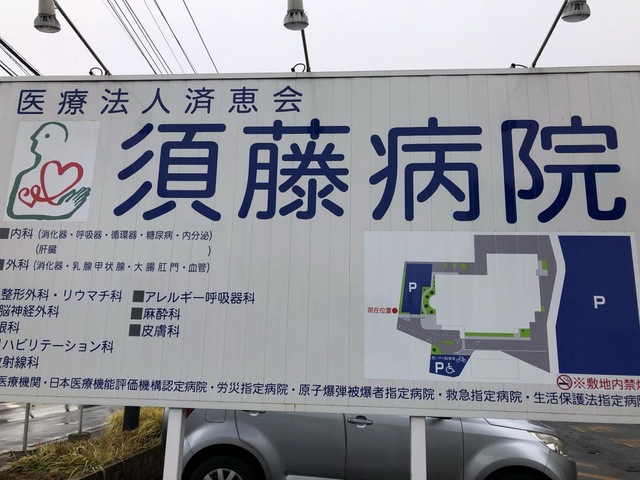 医療法人済恵会
須藤病院
内科 (消化器・呼吸器・循環器・糖尿病・内分泌)
(肝臓 )
外科 (消化器・乳腺甲状腺・大腸肛門・血管)
整形外科・リウマチ科
アレルギー呼吸器科
脳神経外科
麻酔科
眼科
皮膚科
ハビリテーション科
射線科
P
P
現在位置
P
※敷地内禁煙
医療機関・日本医療機能評価機構認定病院・労災指定病院・原子爆弾被爆者指定病院・救急指定病院・生活保護法指定病院